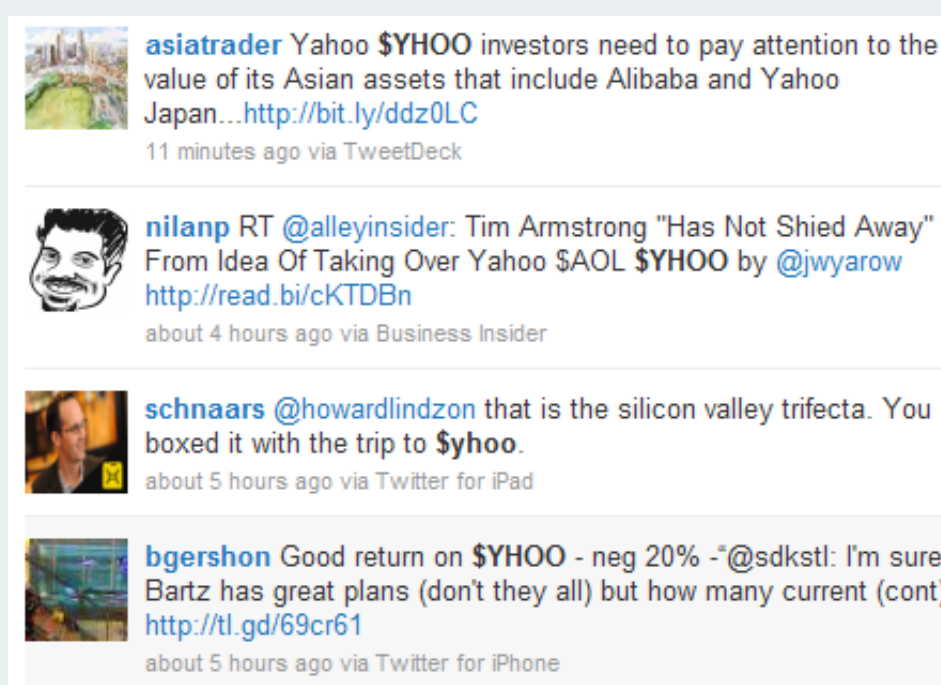 asiatrader Yahoo $YHOO investors need to pay attention to the
value of its Asian assets that include Alibaba and Yahoo
Japan...http://bit.ly/ddz0LC
11 minutes ago via TweetDeck
nilanp RT @alleyinsider: Tim Armstrong "Has Not Shied Away"
From Idea Of Taking Over Yahoo $AOL $YHOO by @jwyarow
http://read.bi/cKTDBn
about 4 hours ago via Business Insider
schnaars @howardlindzon that is the silicon valley trifecta. You
boxed it with the trip to $yhoo.
about 5 hours ago via Twitter for iPad
bgershon Good return on $YHOO - neg 20% -“@sdkstl: I'm sure
Bartz has great plans (don't they all) but how many current (cont)
http://tl.gd/69cr61
about 5 hours ago via Twitter for iPhone